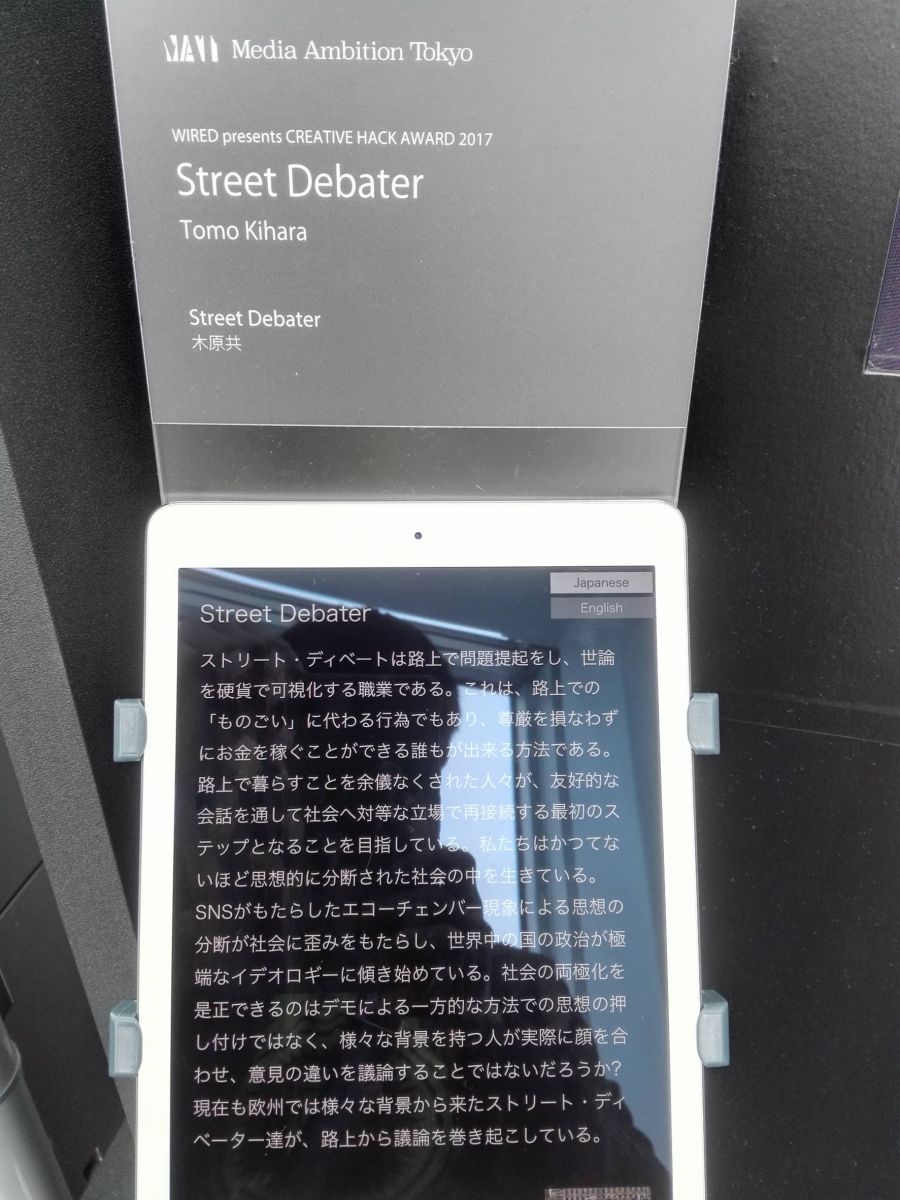 MAT Media Ambition Tokyo
WIRED presents CREATIVE HACK AWARD 2017
Street Debater
Tomo Kihara
Street Debater
木原共
Japanese
English
Street Debater
ストリート・ディベートは路上で問題提起をし、世論
を硬貨で可視化する職業である。これは、路上での
「ものごい」に代わる行為でもあり、尊厳を損なわず
にお金を稼ぐことができる誰もが出来る方法である。
路上で暮らすことを余儀なくされた人々が、友好的な
会話を通して社会へ対等な立場で再接続する最初のス
テップとなることを目指している。私たちはかつてな
いほど思想的に分断された社会の中を生きている。
SNSがもたらしたエコーチェンバー現象による思想の
分断が社会に歪みをもたらし、世界中の国の政治が極
端なイデオロギーに傾き始めている。社会の両極化を
是正できるのはデモによる一方的な方法での思想の押
し付けではなく、様々な背景を持つ人が実際に顔を合
わせ、意見の違いを議論することではないだろうか?
現在も欧州では様々な背景から来たストリート・ディ
ベーター達が、路上から議論を巻き起こしている。